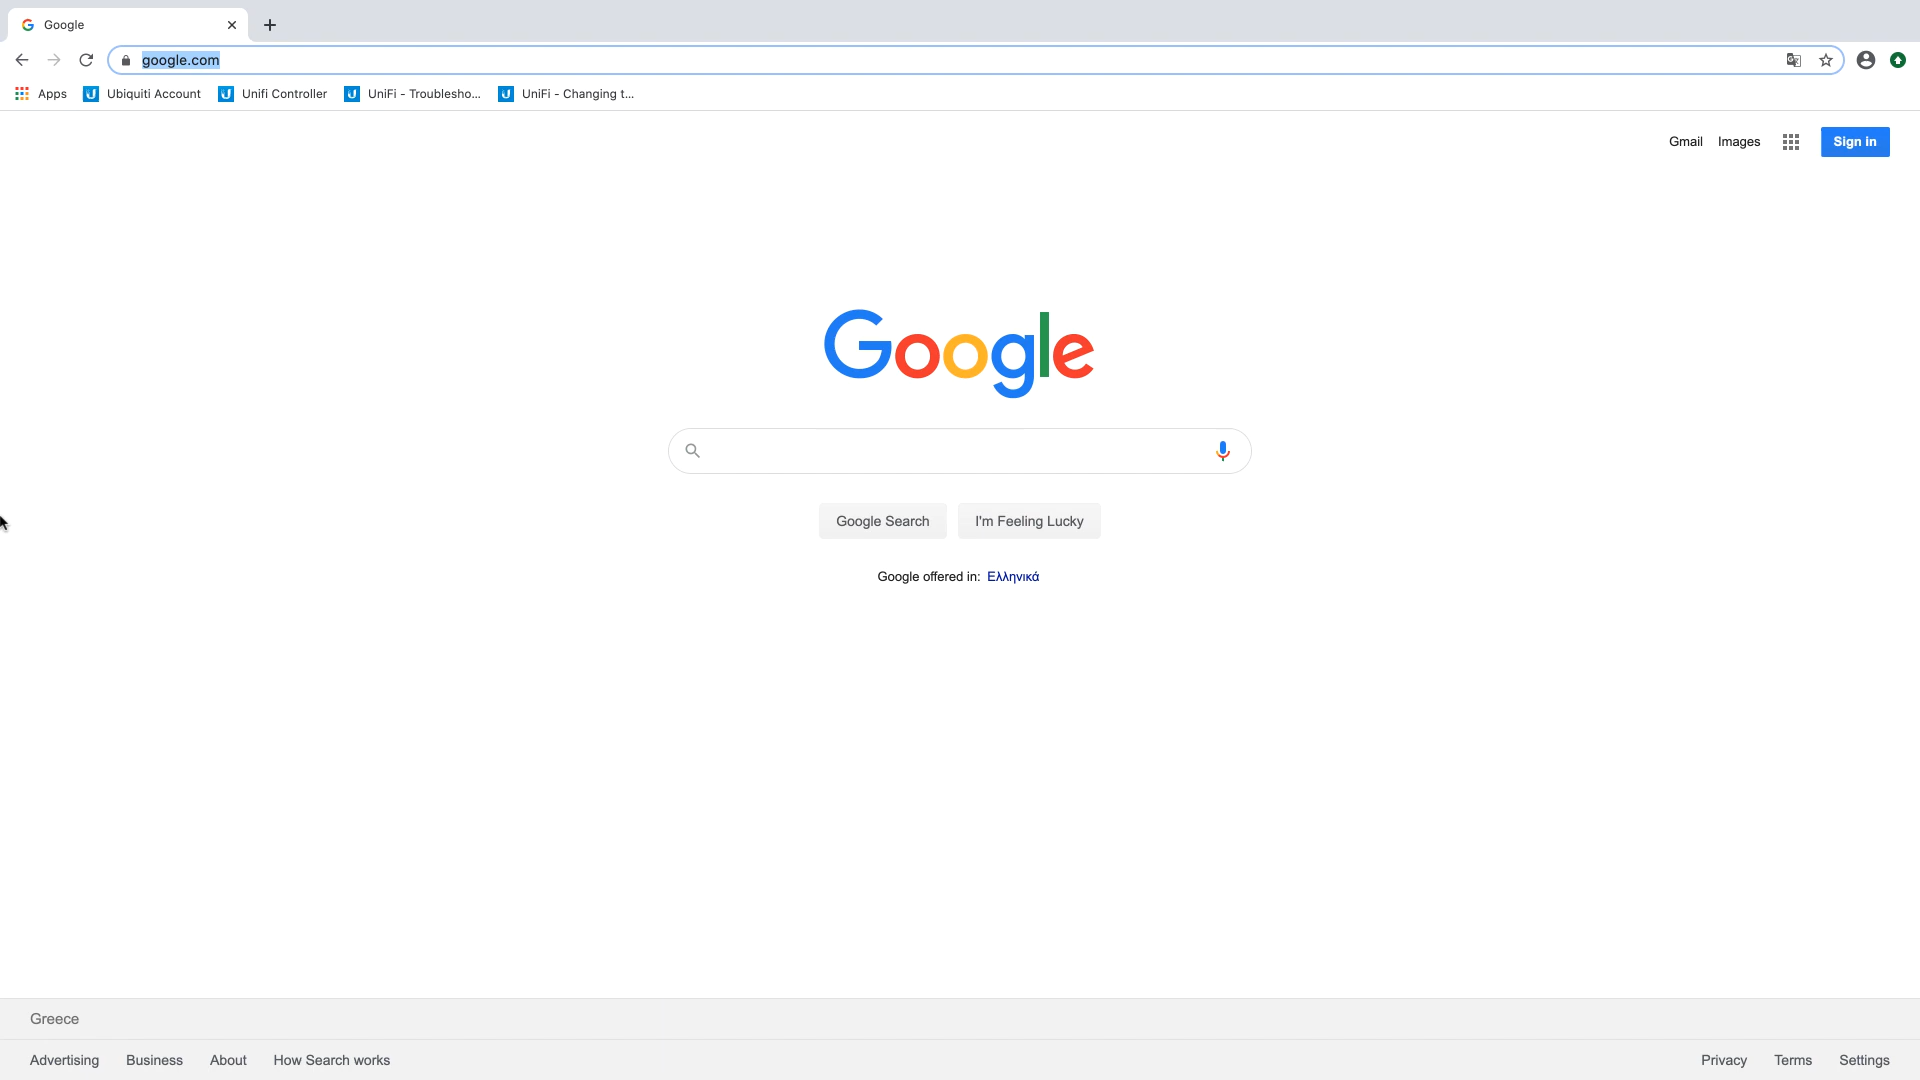 Google
google.com
Apps Ubiquiti Account Unifi Controller UniFi - Troublesho... UniFi - Changing t...
Gmail Images Sign in
Google
Google Search I'm Feeling Lucky
Google offered in: Ελληνικά
Greece
Advertising Business About How Search works Privacy Terms Settings